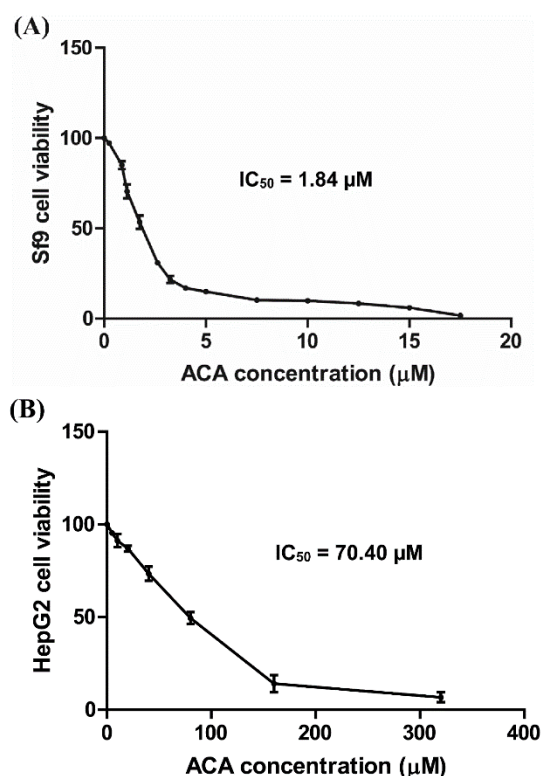 (A)
150
100
50
0
Sf9 cell viability
IC₅₀ = 1.84 μM
0 5 10 15 20
ACA concentration (μM)
(B)
150
100
50
0
HepG2 cell viability
IC₅₀ = 70.40 μM
0 100 200 300 400
ACA concentration (μM)